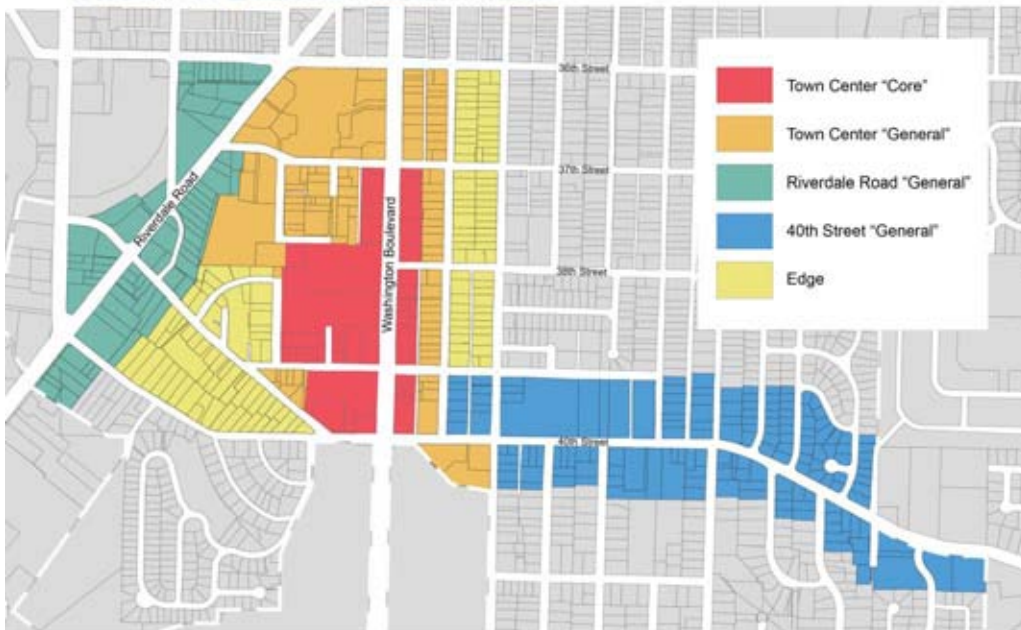 36th Street
Town Center “Core”
Town Center “General”
37th Street
Riverdale Road “General”
Riverdale Road
40th Street “General”
Washington Boulevard
38th Street
Edge
40th Street